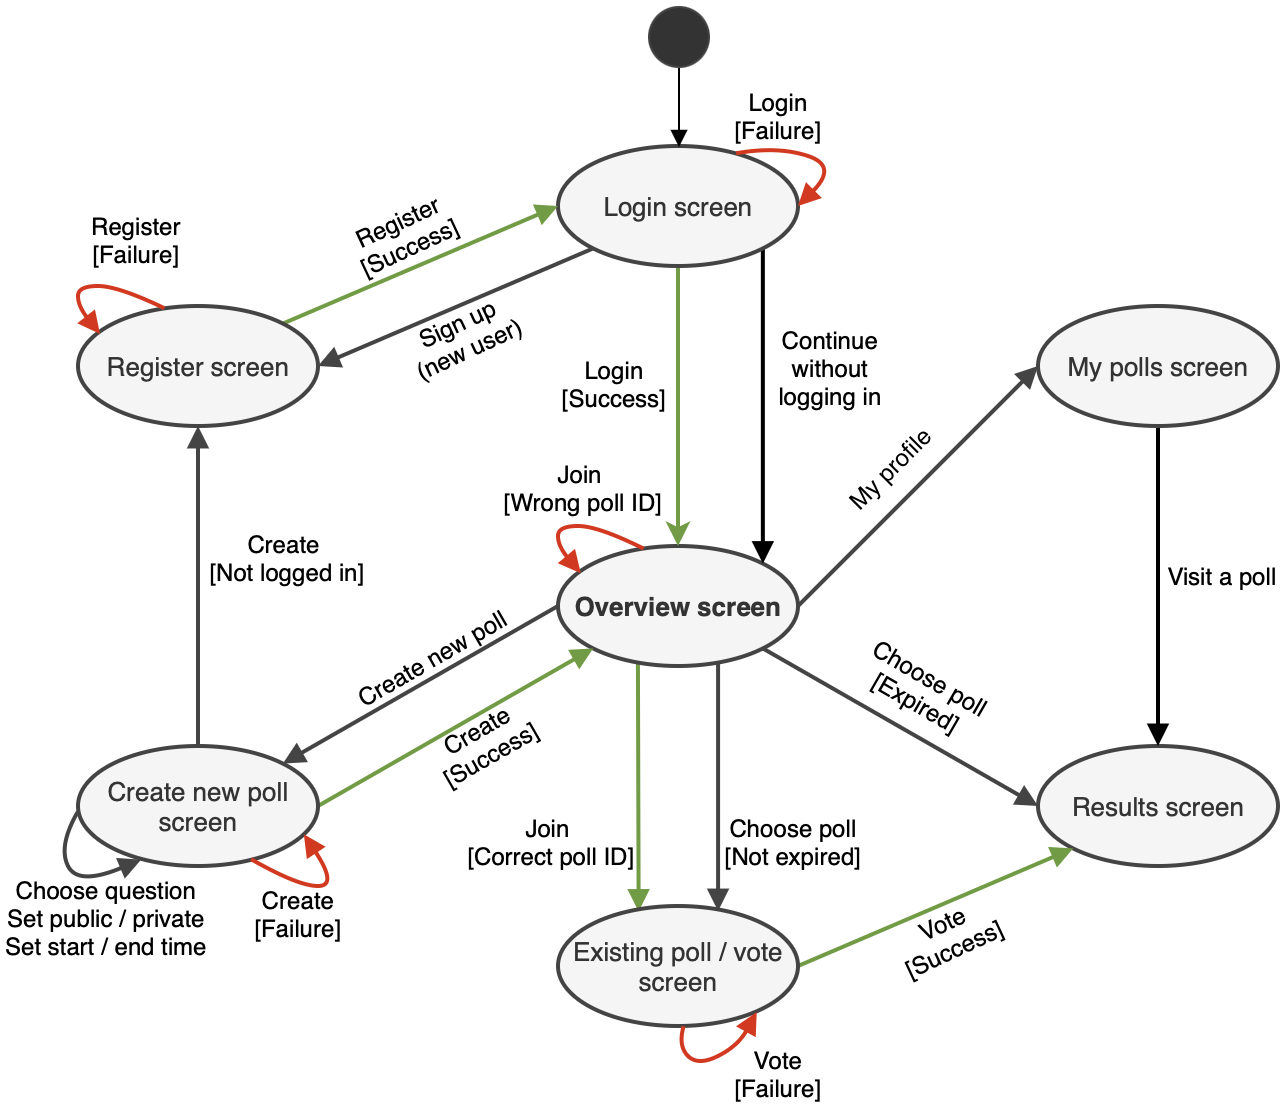 Login
[Failure]
Login screen
Register
[Failure]
Register
[Success]
Sign up
(new user)
Register screen
Login
[Success]
Continue
without
logging in
My polls screen
My profile
Join
[Wrong poll ID]
Create
[Not logged in]
Visit a poll
Overview screen
Create new poll
Create
[Success]
Choose poll
[Expired]
Create new poll
screen
Results screen
Join
[Correct poll ID]
Choose poll
[Not expired]
Choose question
Set public / private
Set start / end time
Create
[Failure]
Existing poll / vote
screen
Vote
[Success]
Vote
[Failure]